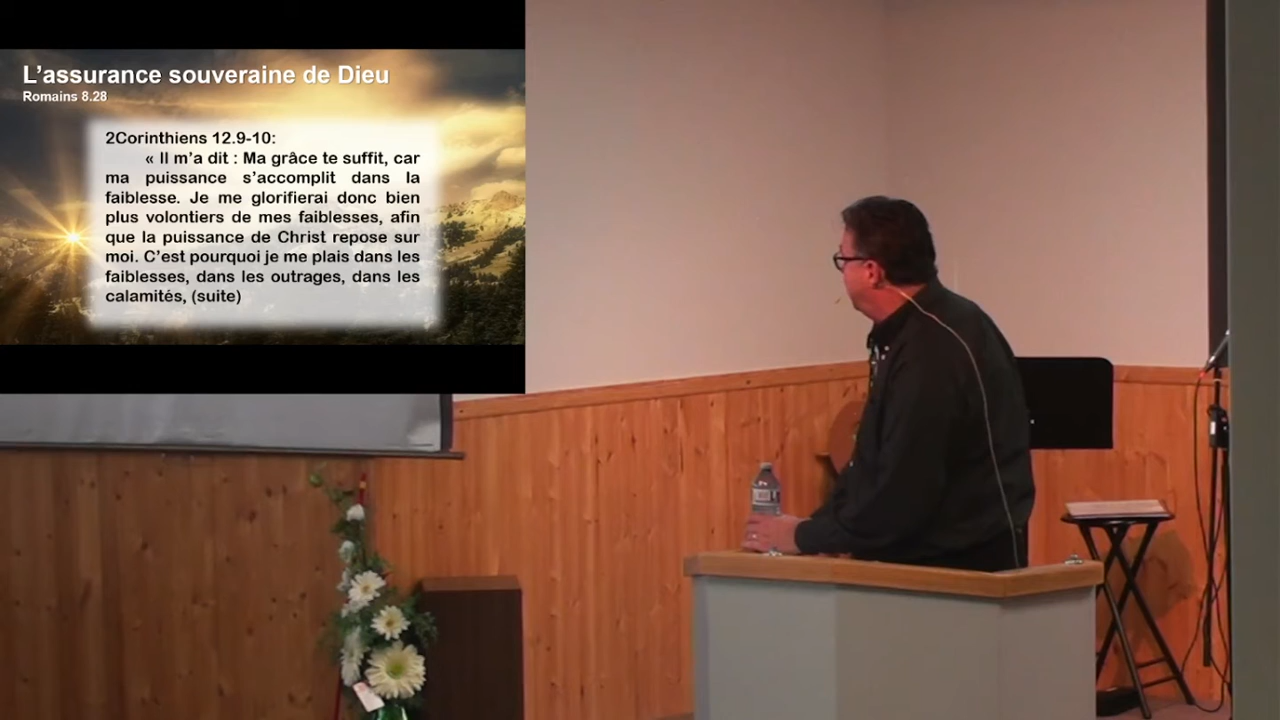 L’assurance souveraine de Dieu
Romains 8.28
2Corinthiens 12.9-10:
« Il m’a dit : Ma grâce te suffit, car
ma puissance s’accomplit dans la
faiblesse. Je me glorifierai donc bien
plus volontiers de mes faiblesses, afin
que la puissance de Christ repose sur
moi. C’est pourquoi je me plais dans les
faiblesses, dans les outrages, dans les
calamités, (suite)